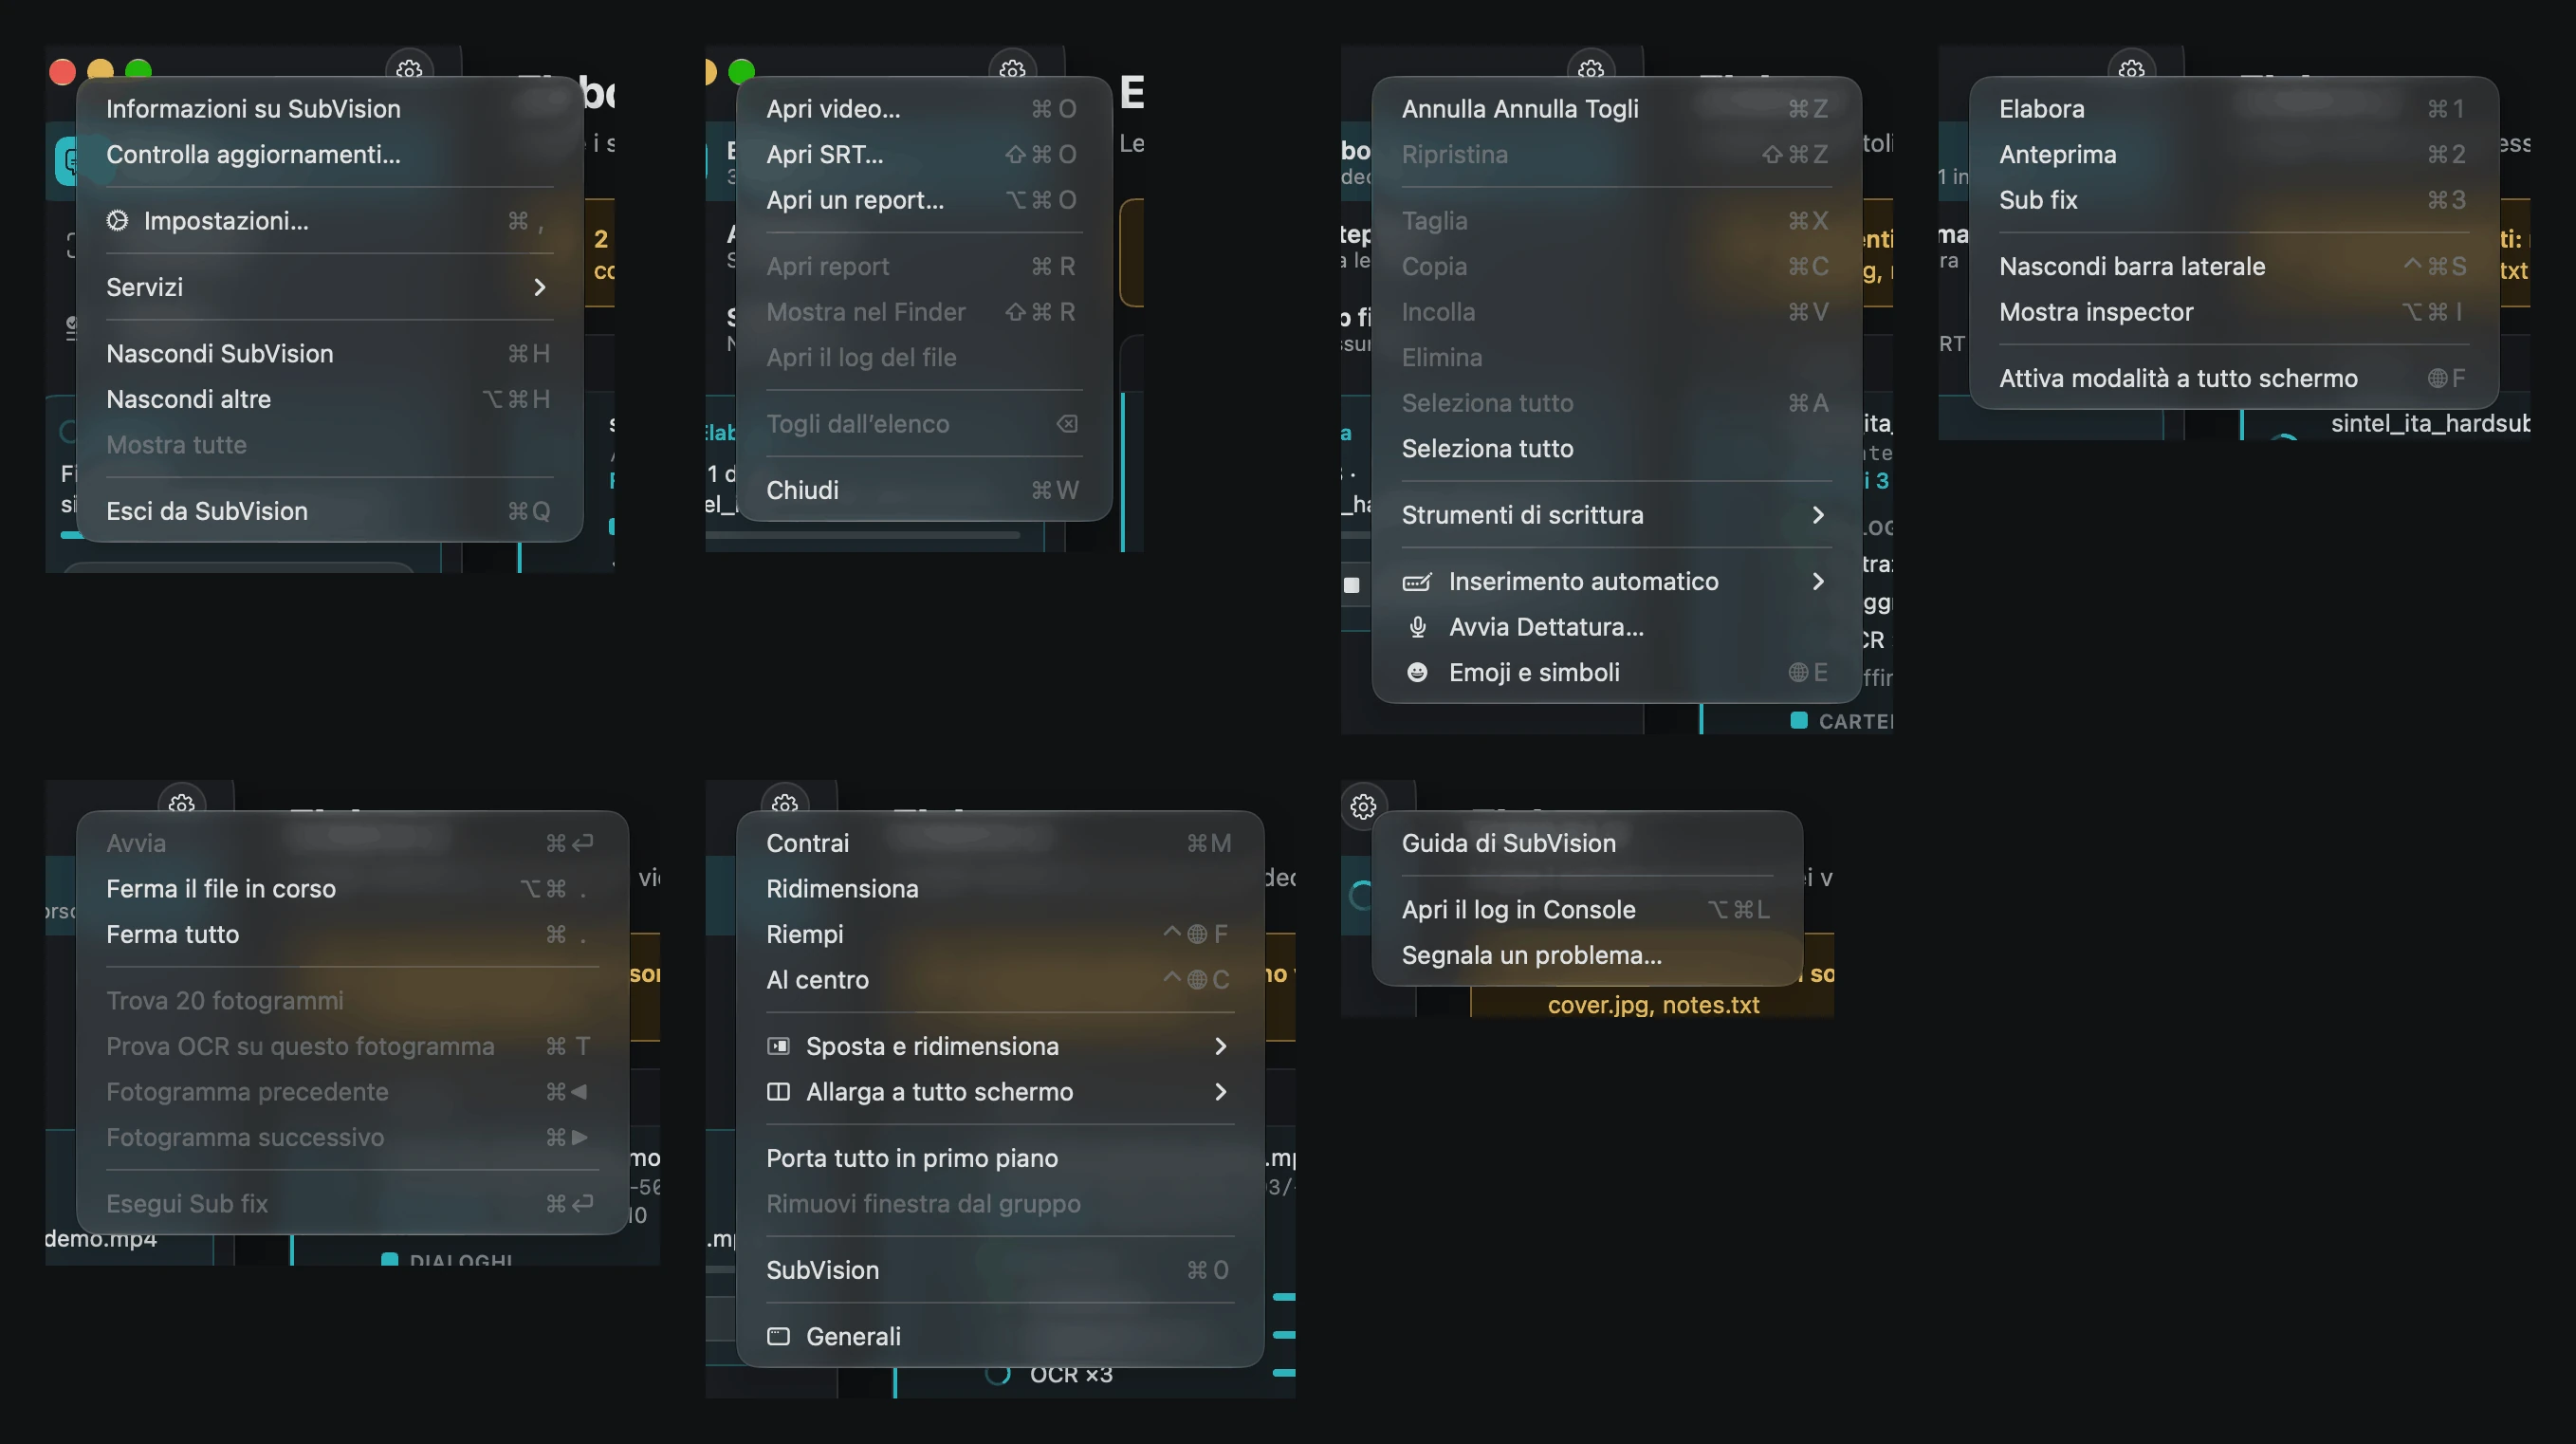 Informazioni su SubVision
Controlla aggiornamenti...
Impostazioni... ⌘ ,
Servizi
Nascondi SubVision ⌘H
Nascondi altre ⌥⌘H
Mostra tutte
Esci da SubVision ⌘Q
Apri video... ⌘O
Apri SRT... ⇧⌘O
Apri un report... ⌥⌘O
Apri report ⌘R
Mostra nel Finder ⇧⌘R
Apri il log del file
Togli dall'elenco ⌫
Chiudi ⌘W
Annulla Annulla Togli ⌘Z
Ripristina ⇧⌘Z
Taglia ⌘X
Copia ⌘C
Incolla ⌘V
Elimina
Seleziona tutto ⌘A
Seleziona tutto
Strumenti di scrittura
Inserimento automatico
Avvia Dettatura...
Emoji e simboli 🌐E
CARTE
Elabora ⌘1
Anteprima ⌘2
Sub fix ⌘3
Nascondi barra laterale ^⌘S
Mostra inspector ⌥⌘I
Attiva modalità a tutto schermo 🌐F
sintel_ita_hardsub
Avvia ⌘↩
Ferma il file in corso ⌥⌘ .
Ferma tutto ⌘ .
Trova 20 fotogrammi
Prova OCR su questo fotogramma ⌘T
Fotogramma precedente ⌘◀
Fotogramma successivo ⌘▶
Esegui Sub fix ⌘↩
demo.mp4
DIALOGHI
Contrai ⌘M
Ridimensiona
Riempi ^🌐F
Al centro ^🌐C
Sposta e ridimensiona
Allarga a tutto schermo
Porta tutto in primo piano
Rimuovi finestra dal gruppo
SubVision ⌘0
Generali
OCR ×3
Guida di SubVision
Apri il log in Console ⌥⌘L
Segnala un problema...
cover.jpg, notes.txt